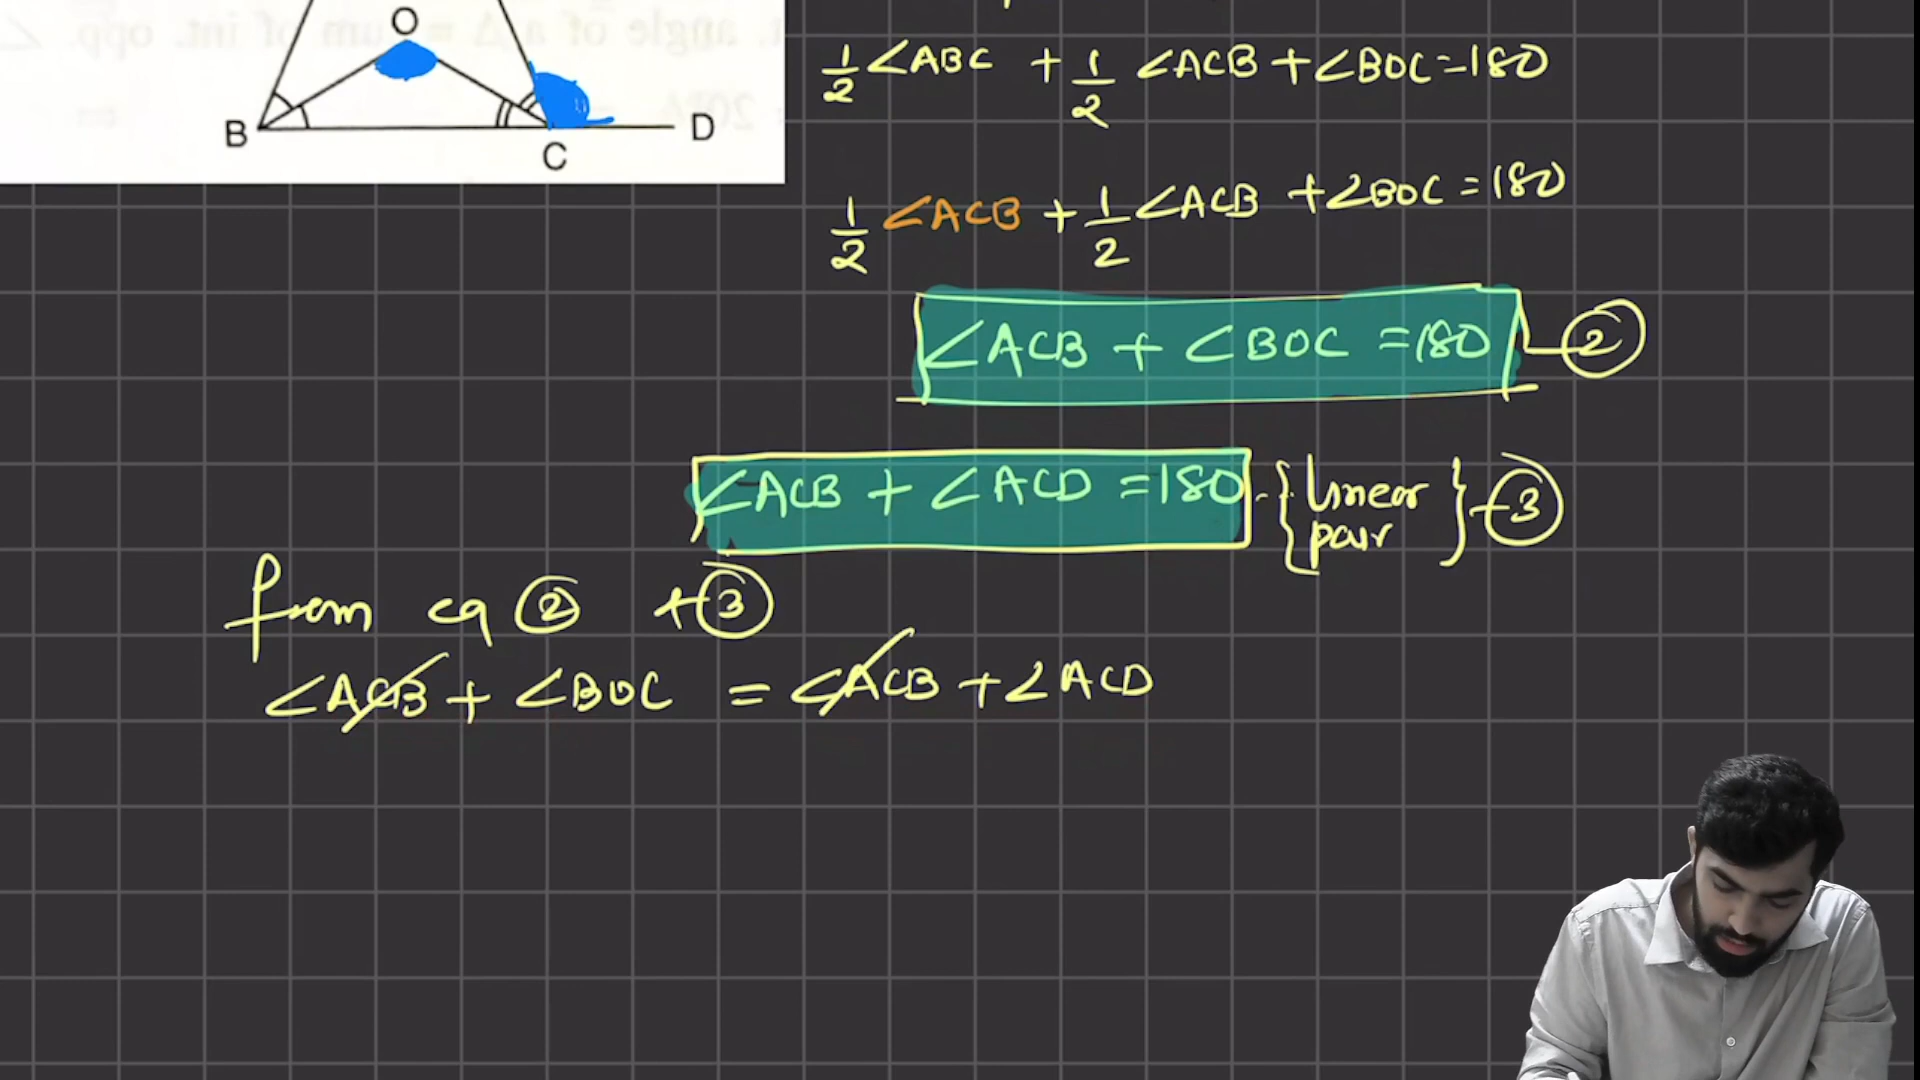 O
B
C
D
1/2 ∠ABC + 1/2 ∠ACB + ∠BOC = 180
1/2 ∠ACB + 1/2 ∠ACB + ∠BOC = 180
∠ACB + ∠BOC = 180 — ②
∠ACB + ∠ACD = 180 - { linear pair } - ③
from eq ② + ③
∠ACB + ∠BOC = ∠ACB + ∠ACD